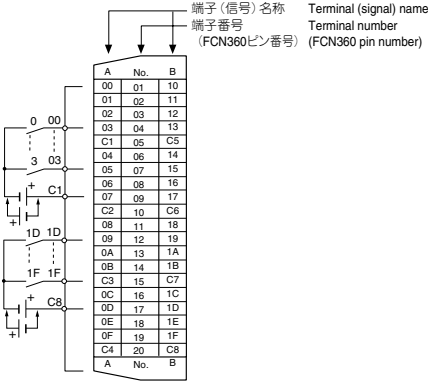 端子（信号）名称 Terminal (signal) name
端子番号 Terminal number
（FCN360ピン番号） (FCN360 pin number)
A No. B
00 01 10
01 02 11
02 03 12
03 04 13
C1 05 C5
04 06 14
05 07 15
06 08 16
07 09 17
C2 10 C6
08 11 18
09 12 19
0A 13 1A
0B 14 1B
C3 15 C7
0C 16 1C
0D 17 1D
0E 18 1E
0F 19 1F
C4 20 C8
A No. B
0 00
3 03
+ C1
+
1D 1D
1F 1F
+ C8
+